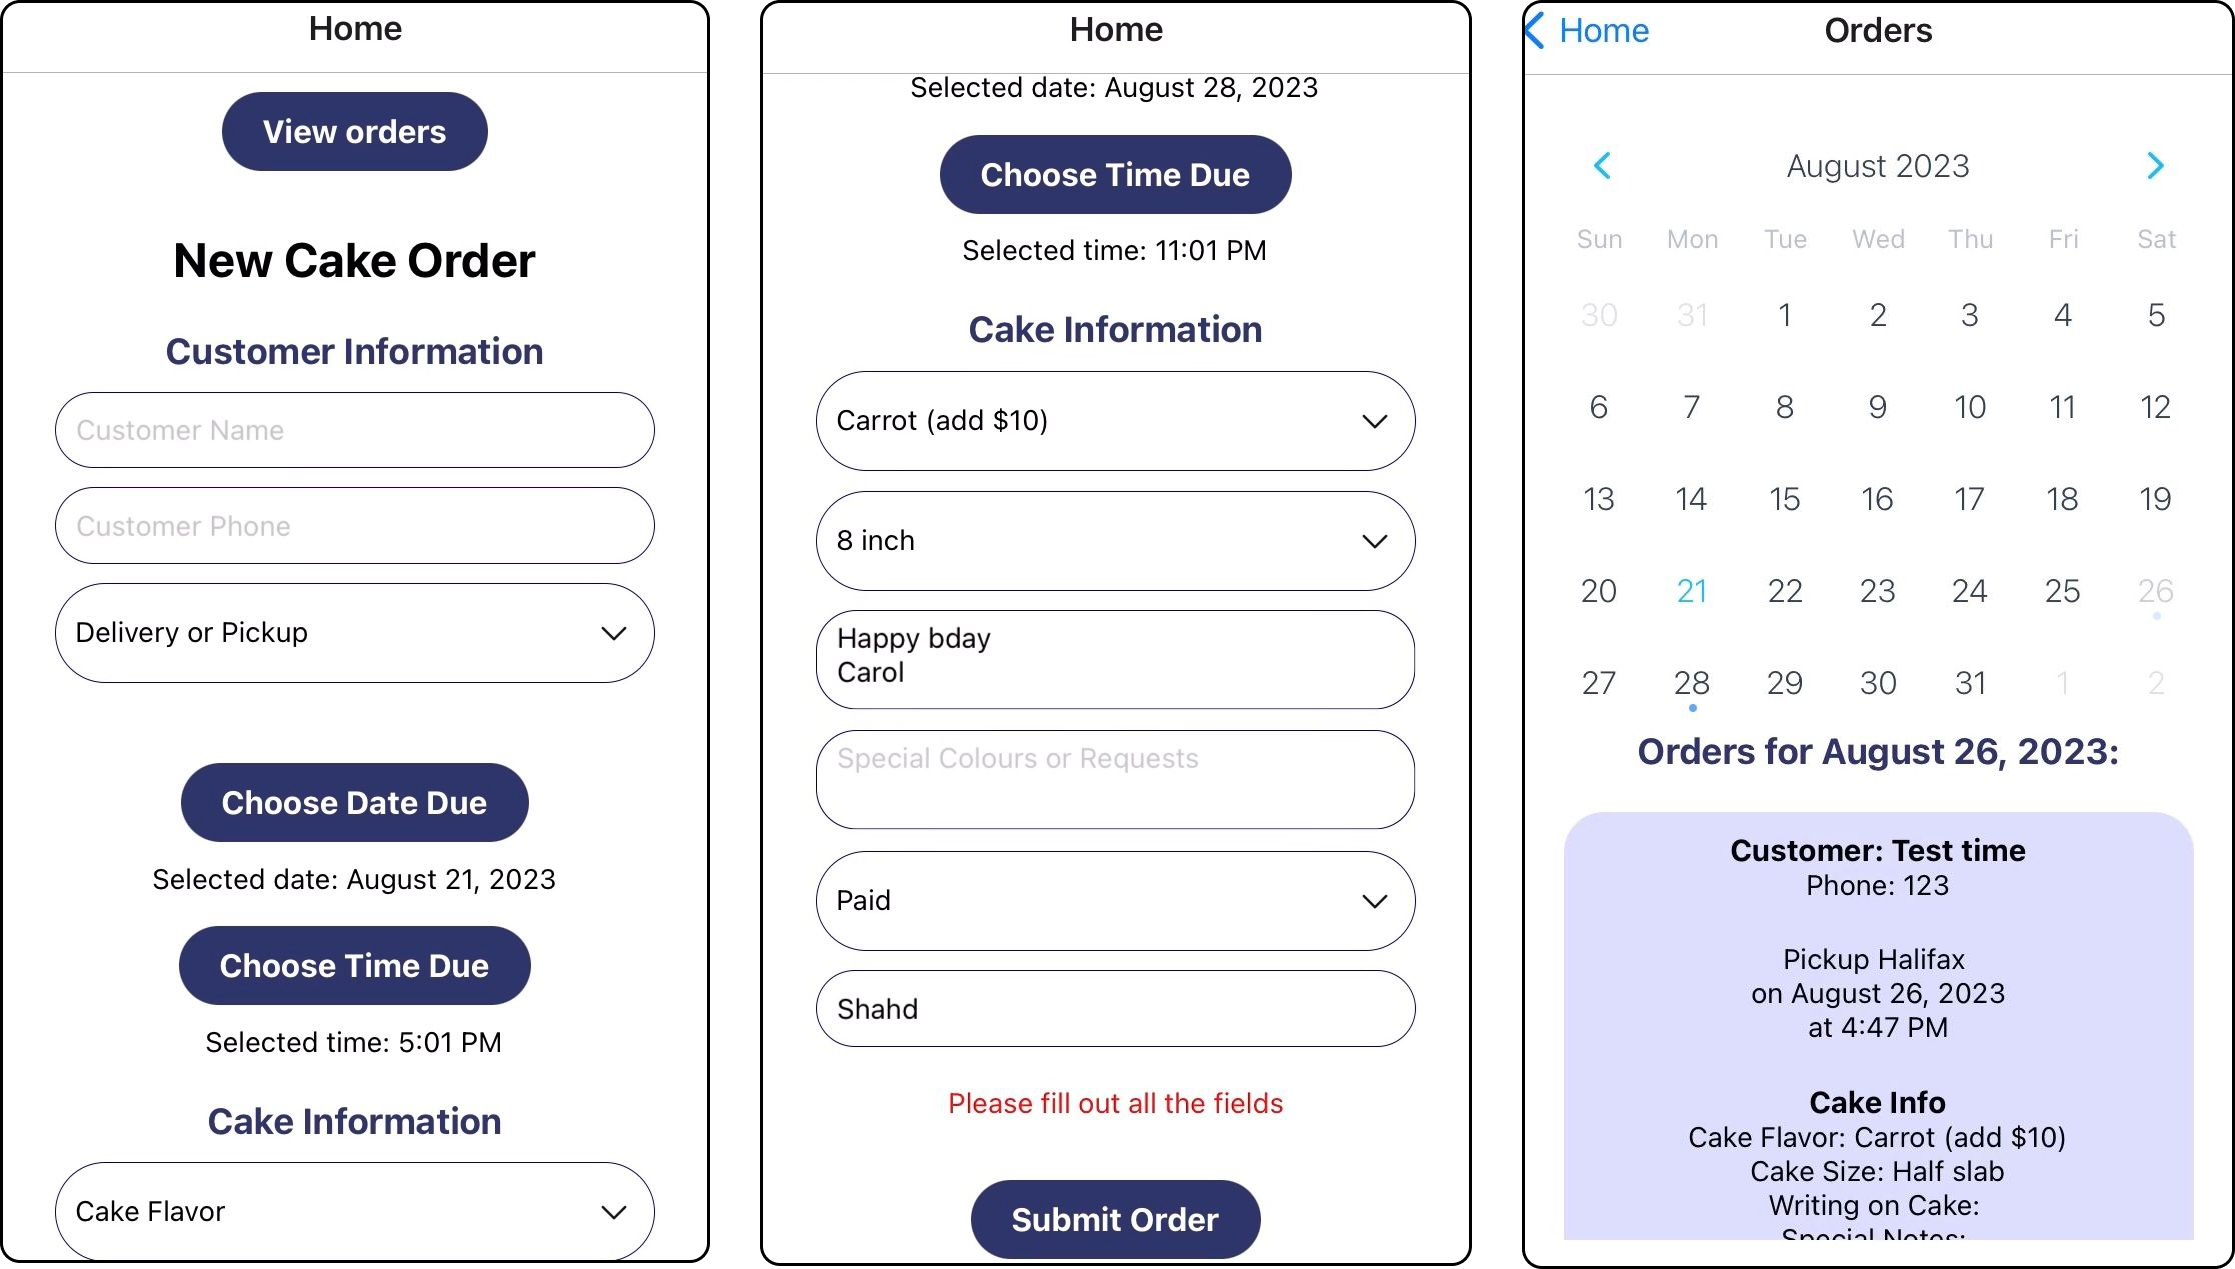 Home
View orders
New Cake Order
Customer Information
Customer Name
Customer Phone
Delivery or Pickup
Choose Date Due
Selected date: August 21, 2023
Choose Time Due
Selected time: 5:01 PM
Cake Information
Cake Flavor
Home
Selected date: August 28, 2023
Choose Time Due
Selected time: 11:01 PM
Cake Information
Carrot (add $10)
8 inch
Happy bday
Carol
Special Colours or Requests
Paid
Shahd
Please fill out all the fields
Submit Order
Home
Orders
August 2023
Sun Mon Tue Wed Thu Fri Sat
30 31 1 2 3 4 5
6 7 8 9 10 11 12
13 14 15 16 17 18 19
20 21 22 23 24 25 26
27 28 29 30 31 1 2
Orders for August 26, 2023:
Customer: Test time
Phone: 123
Pickup Halifax
on August 26, 2023
at 4:47 PM
Cake Info
Cake Flavor: Carrot (add $10)
Cake Size: Half slab
Writing on Cake:
Special Notes: